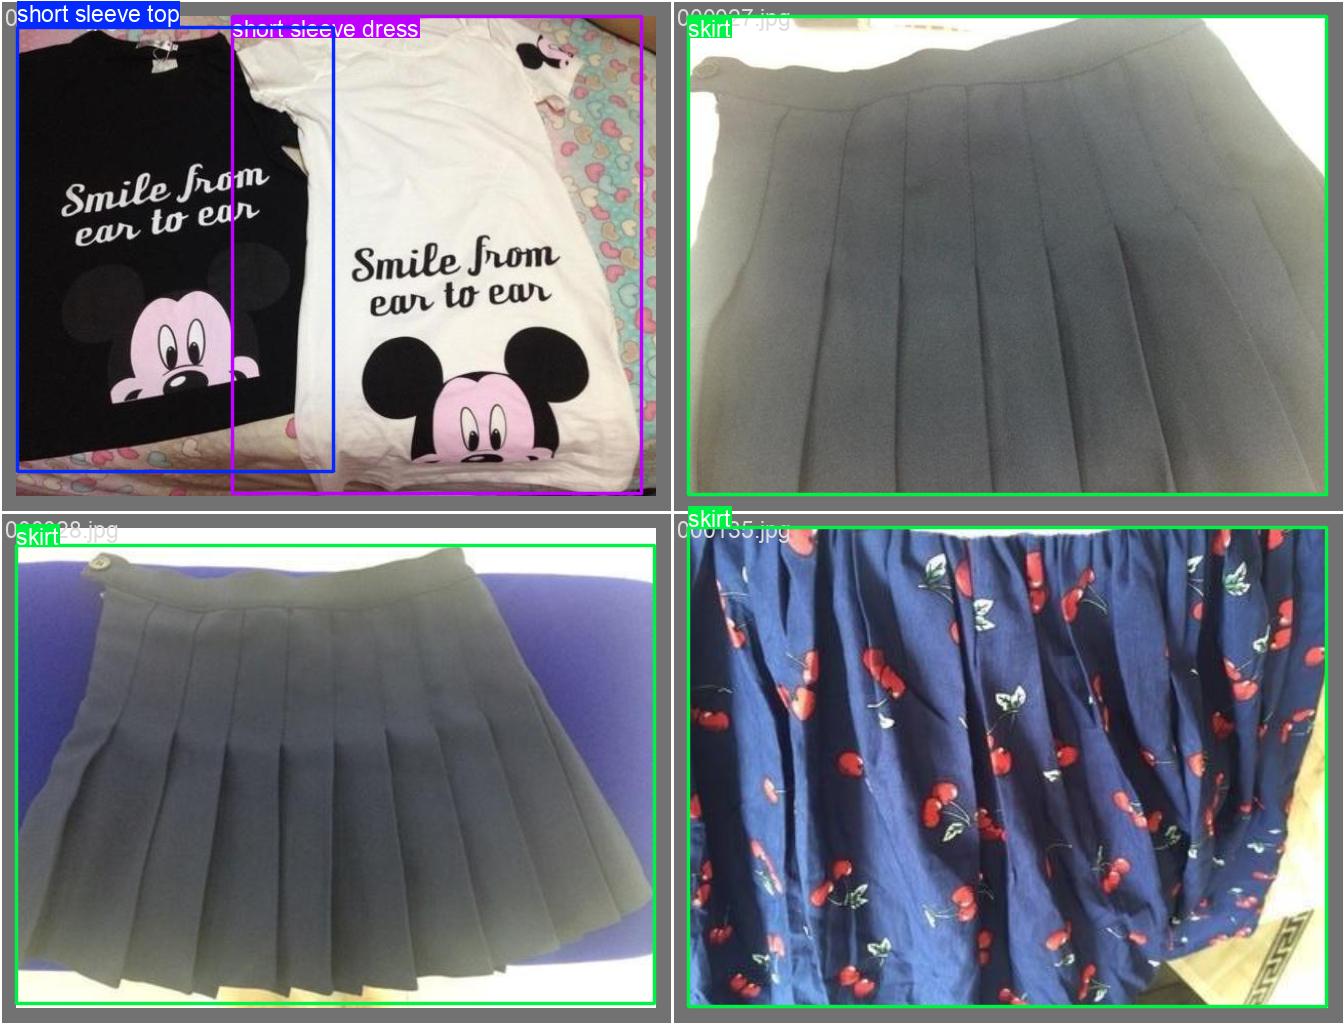 short sleeve top
short sleeve dress
Smile from
ear to ear
Smile from
ear to ear
skirt
skirt
skirt